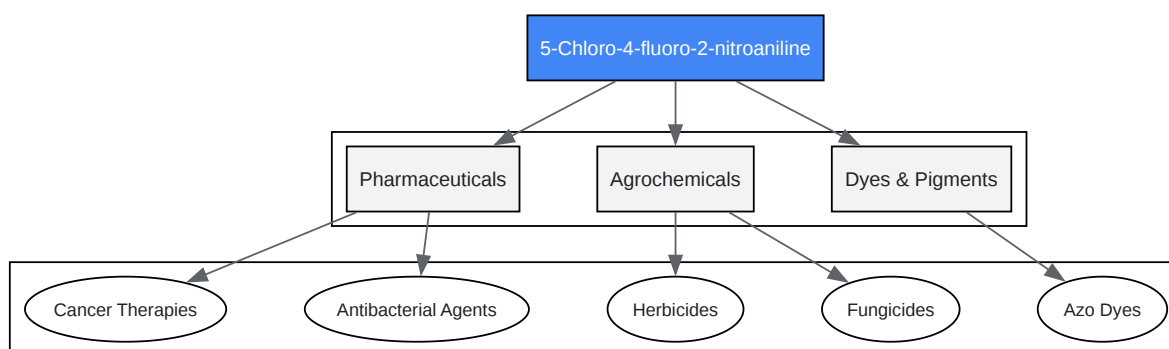 5-Chloro-4-fluoro-2-nitroaniline
Pharmaceuticals
Agrochemicals
Dyes & Pigments
Cancer Therapies
Antibacterial Agents
Herbicides
Fungicides
Azo Dyes